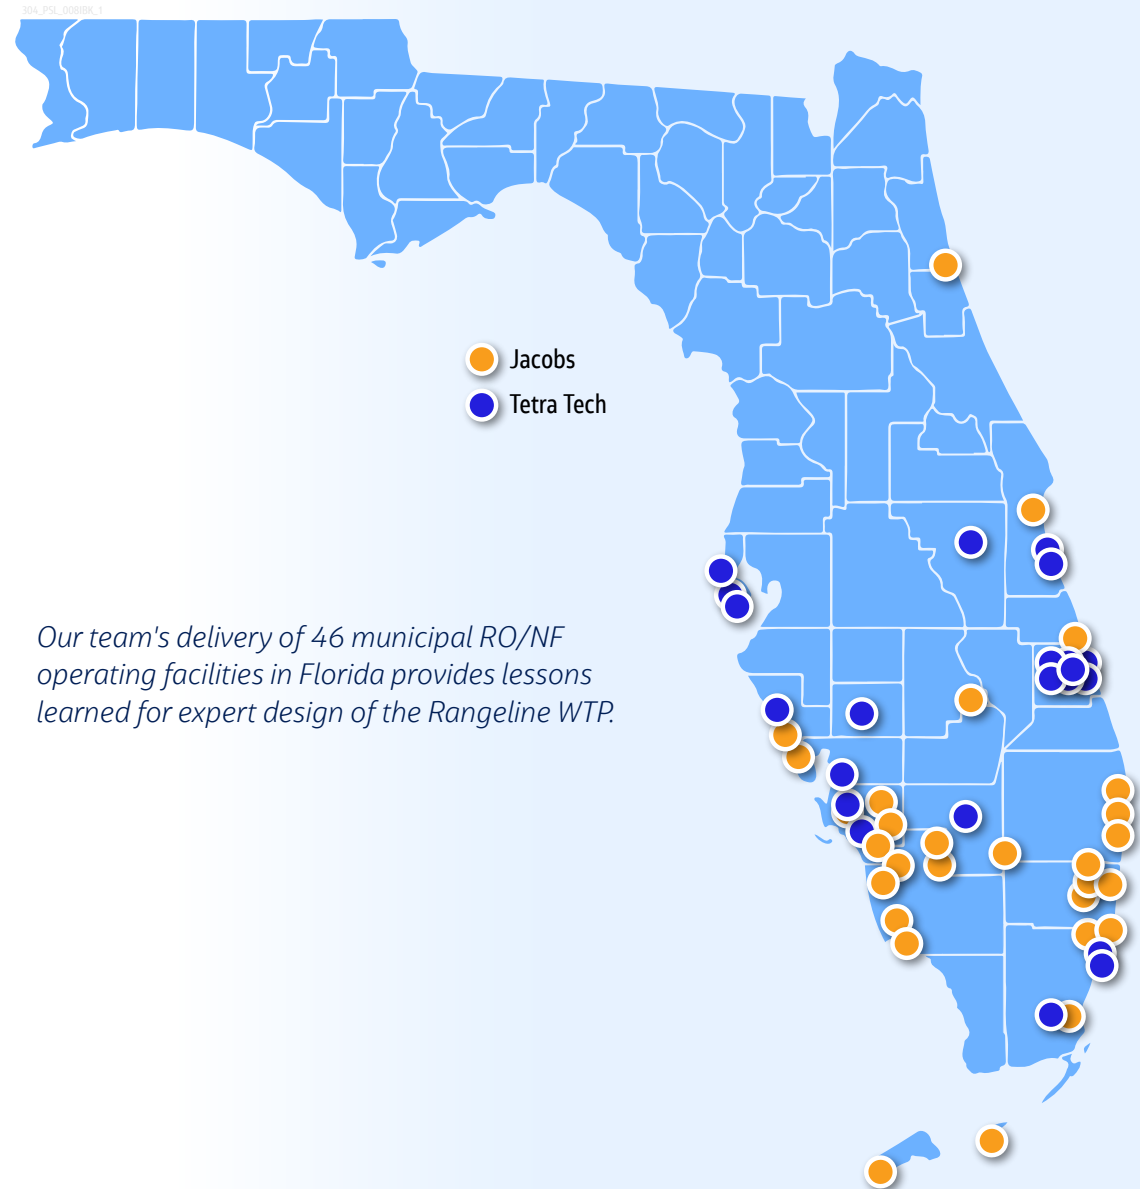 304_PSL_008IBK_1
Jacobs
Tetra Tech
Our team's delivery of 46 municipal RO/NF
operating facilities in Florida provides lessons
learned for expert design of the Rangeline WTP.